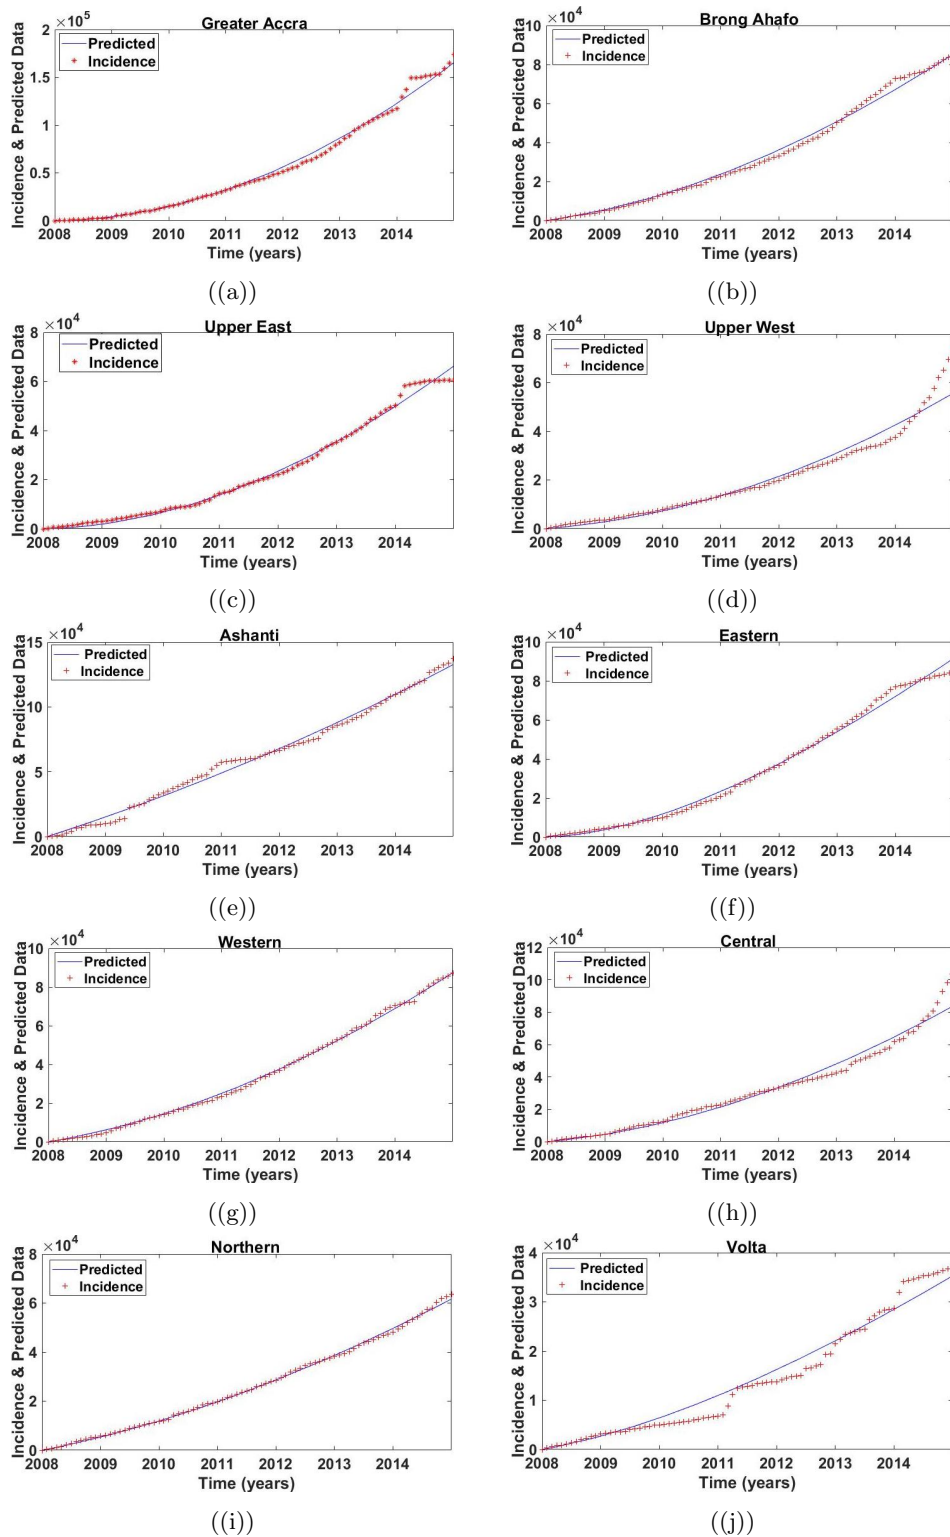 Greater Accra
×10^5
Incidence & Predicted Data
2
1.5
1
0.5
0
Predicted
Incidence
2008 2009 2010 2011 2012 2013 2014
Time (years)
((a))
Brong Ahafo
×10^4
Incidence & Predicted Data
10
8
6
4
2
0
Predicted
Incidence
2008 2009 2010 2011 2012 2013 2014
Time (years)
((b))
Upper East
×10^4
Incidence & Predicted Data
8
6
4
2
0
Predicted
Incidence
2008 2009 2010 2011 2012 2013 2014
Time (years)
((c))
Upper West
×10^4
Incidence & Predicted Data
8
6
4
2
0
Predicted
Incidence
2008 2009 2010 2011 2012 2013 2014
Time (years)
((d))
Ashanti
×10^4
Incidence & Predicted Data
15
10
5
0
Predicted
Incidence
2008 2009 2010 2011 2012 2013 2014
Time (years)
((e))
Eastern
×10^4
Incidence & Predicted Data
10
8
6
4
2
0
Predicted
Incidence
2008 2009 2010 2011 2012 2013 2014
Time (years)
((f))
Western
×10^4
Incidence & Predicted Data
10
8
6
4
2
0
Predicted
Incidence
2008 2009 2010 2011 2012 2013 2014
Time (years)
((g))
Central
×10^4
Incidence & Predicted Data
12
10
8
6
4
2
0
Predicted
Incidence
2008 2009 2010 2011 2012 2013 2014
Time (years)
((h))
Northern
×10^4
Incidence & Predicted Data
8
6
4
2
0
Predicted
Incidence
2008 2009 2010 2011 2012 2013 2014
Time (years)
((i))
Volta
×10^4
Incidence & Predicted Data
4
3
2
1
0
Predicted
Incidence
2008 2009 2010 2011 2012 2013 2014
Time (years)
((j))